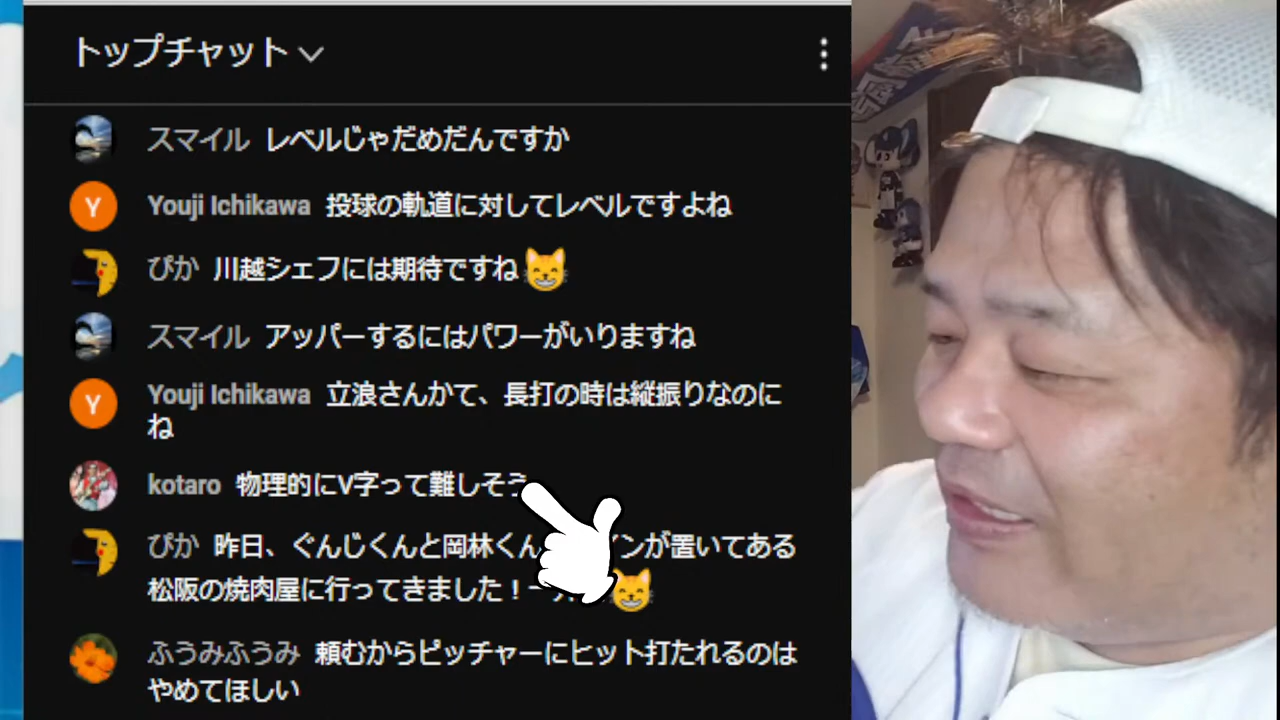 トップチャット
スマイル レベルじゃだめだんですか
Y Youji Ichikawa 投球の軌道に対してレベルですよね
ぴか 川越シェフには期待ですね😸
スマイル アッパーするにはパワーがいりますね
Y Youji Ichikawa 立浪さんかて、長打の時は縦振りなのに
ね
kotaro 物理的にV字って難しそう
ぴか 昨日、ぐんじくんと岡林くん ンが置いてある
松阪の焼肉屋に行ってきました！ 😸
ふうみふうみ 頼むからピッチャーにヒット打たれるのは
やめてほしい